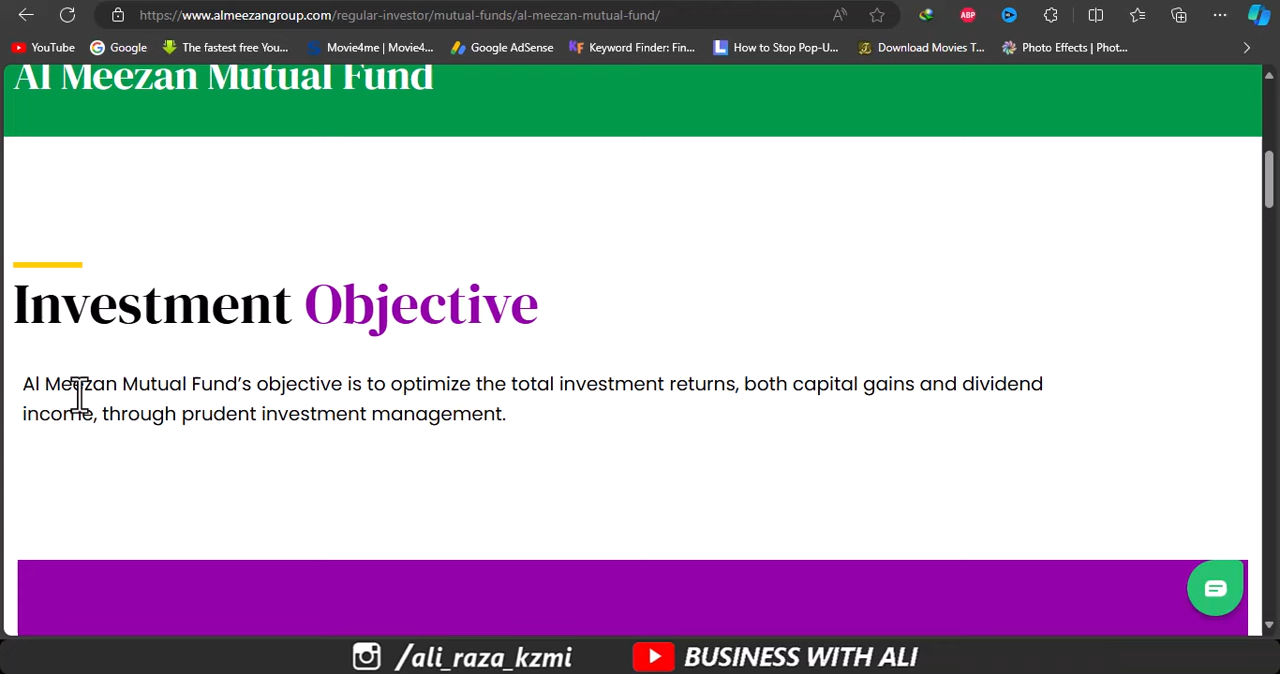 https://www.almeezangroup.com/regular-investor/mutual-funds/al-meezan-mutual-fund/
A))
ABP
YouTube
Google
The fastest free You...
Movie4me | Movie4...
Google AdSense
KF Keyword Finder: Fin...
L How to Stop Pop-U...
Download Movies T...
Photo Effects | Phot...
Al Meezan Mutual Fund
Investment Objective
Al Meezan Mutual Fund's objective is to optimize the total investment returns, both capital gains and dividend
income, through prudent investment management.
/ali_raza_kzmi BUSINESS WITH ALI